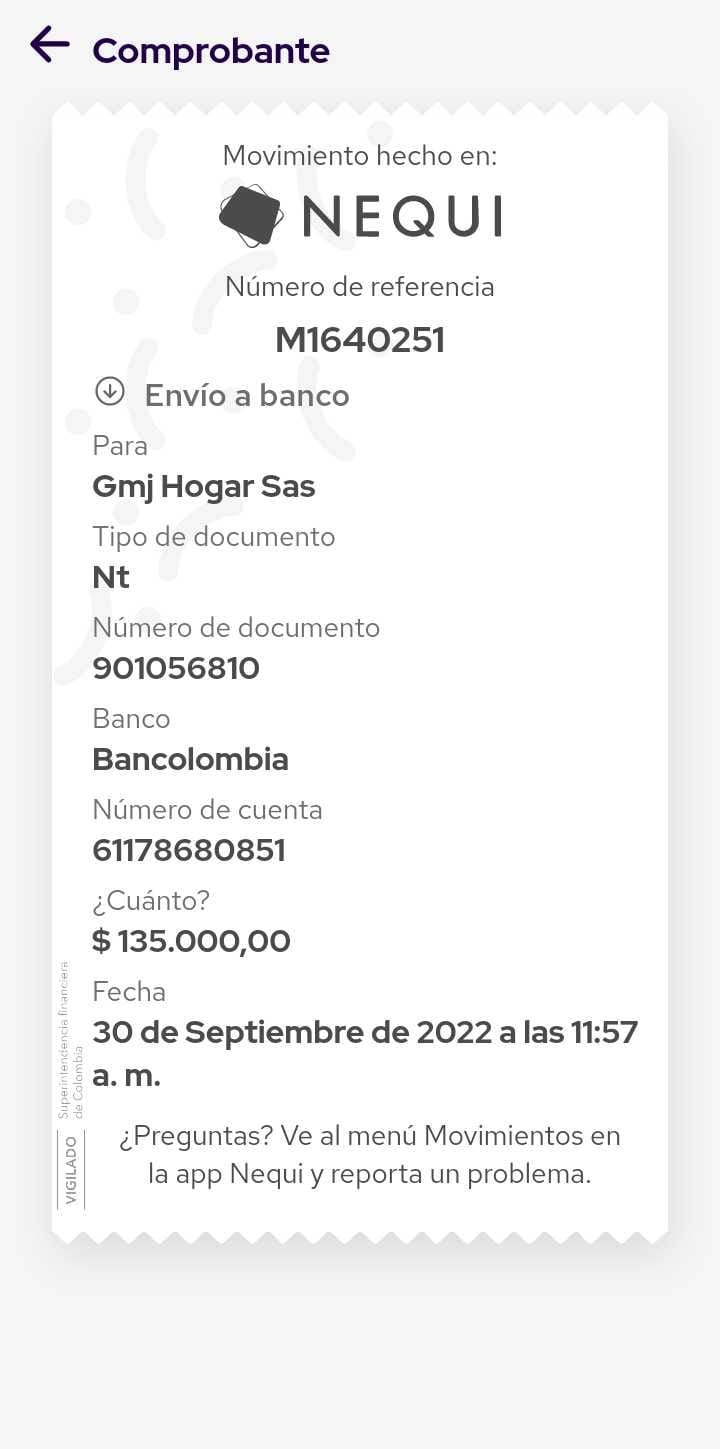 Comprobante
Movimiento hecho en:
NEQUI
Número de referencia
M1640251
Envío a banco
Para
Gmj Hogar Sas
Tipo de documento
Nt
Número de documento
901056810
Banco
Bancolombia
Número de cuenta
61178680851
¿Cuánto?
$ 135.000,00
Fecha
30 de Septiembre de 2022 a las 11:57
a. m.
¿Preguntas? Ve al menú Movimientos en
la app Nequi y reporta un problema.
VIGILADO
Superintendencia financiera
de Colombia